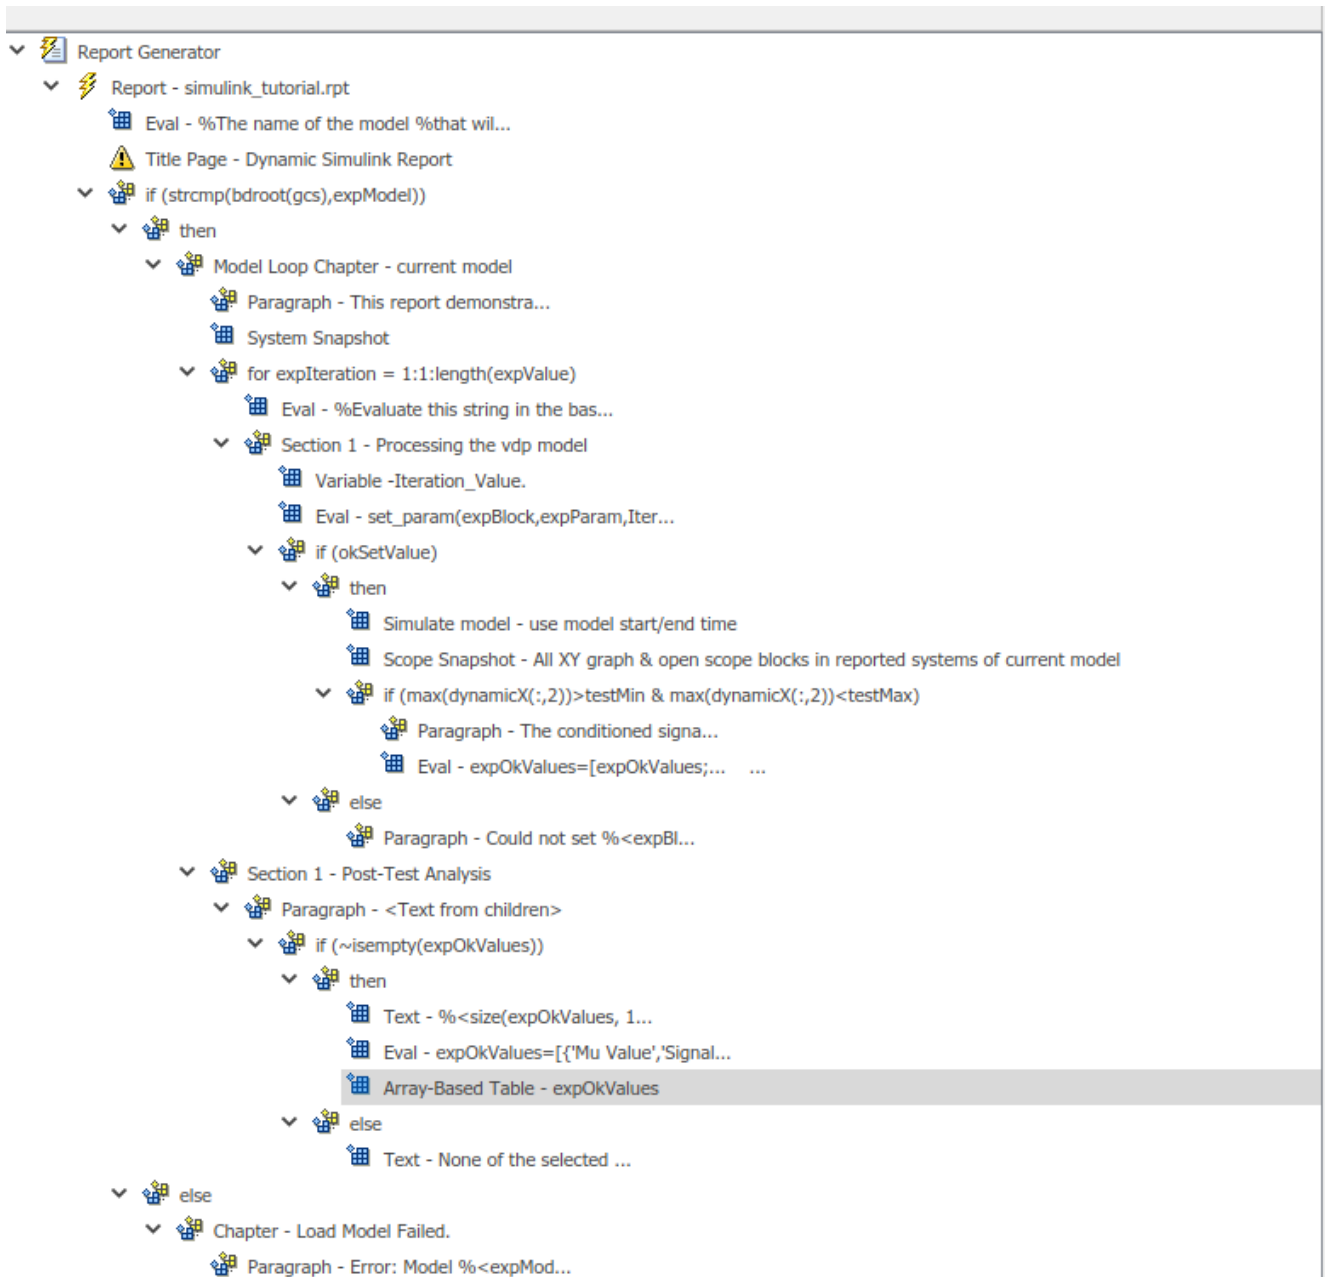 Report Generator
Report - simulink_tutorial.rpt
Eval - %The name of the model %that wil...
Title Page - Dynamic Simulink Report
if (strcmp(bdroot(gcs),expModel))
then
Model Loop Chapter - current model
Paragraph - This report demonstra...
System Snapshot
for expIteration = 1:1:length(expValue)
Eval - %Evaluate this string in the bas...
Section 1 - Processing the vdp model
Variable -Iteration_Value.
Eval - set_param(expBlock,expParam,Iter...
if (okSetValue)
then
Simulate model - use model start/end time
Scope Snapshot - All XY graph & open scope blocks in reported systems of current model
if (max(dynamicX(:,2))>testMin & max(dynamicX(:,2))<testMax)
Paragraph - The conditioned signa...
Eval - expOkValues=[expOkValues;... ...
else
Paragraph - Could not set %<expBl...
Section 1 - Post-Test Analysis
Paragraph - <Text from children>
if (~isempty(expOkValues))
then
Text - %<size(expOkValues, 1...
Eval - expOkValues=[{'Mu Value','Signal...
Array-Based Table - expOkValues
else
Text - None of the selected ...
else
Chapter - Load Model Failed.
Paragraph - Error: Model %<expMod...